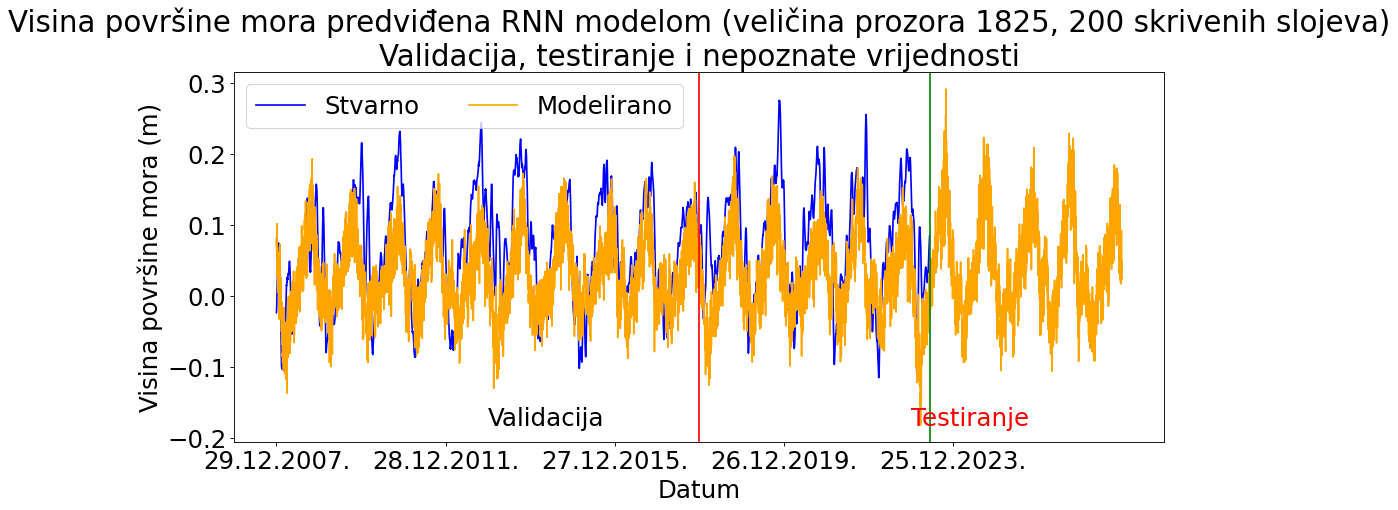 Visina površine mora predviđena RNN modelom (veličina prozora 1825, 200 skrivenih slojeva)
Validacija, testiranje i nepoznate vrijednosti
Stvarno Modelirano
Visina površine mora (m)
0.3
0.2
0.1
0.0
−0.1
−0.2
Validacija Testiranje
29.12.2007. 28.12.2011. 27.12.2015. 26.12.2019. 25.12.2023.
Datum